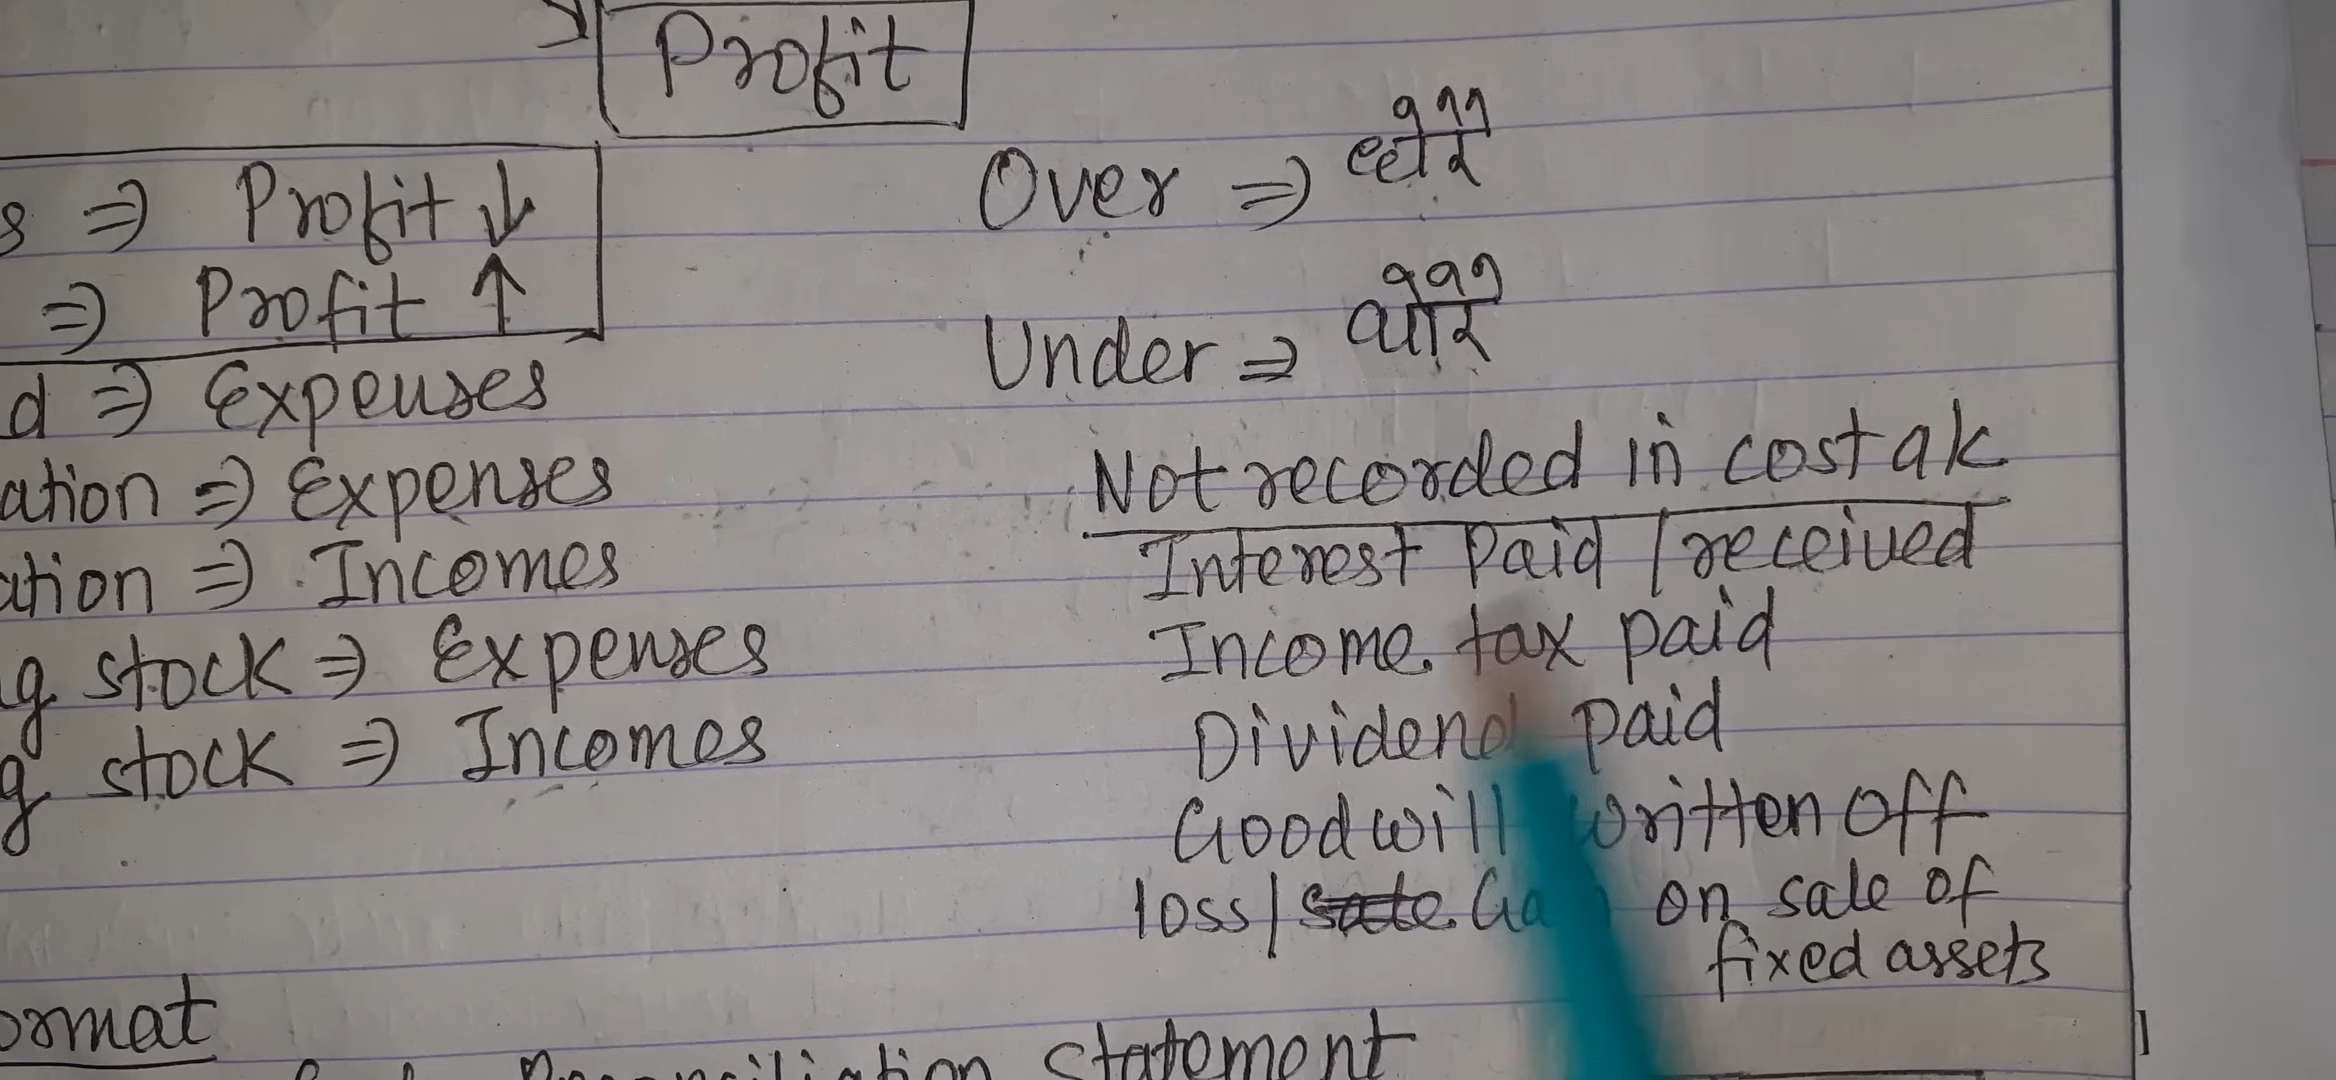 Profit
s ⇒ Profit ↓
⇒ Profit ↑
d ⇒ Expenses
ation ⇒ Expenses
ation ⇒ Incomes
g stock ⇒ Expenses
g stock ⇒ Incomes
Over ⇒
Under ⇒
Not recorded in cost a/c
Interest Paid / received
Income tax paid
Dividend paid
Goodwill written off
loss / Ga on sale of
fixed assets
ormat
Reconciliation statement